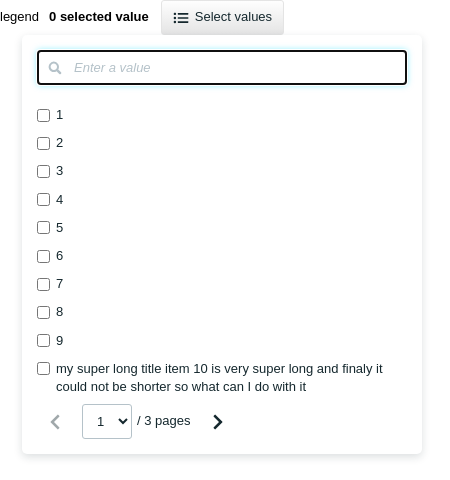 legend 0 selected value Select values
Enter a value
1
2
3
4
5
6
7
8
9
my super long title item 10 is very super long and finaly it
could not be shorter so what can I do with it
1 / 3 pages